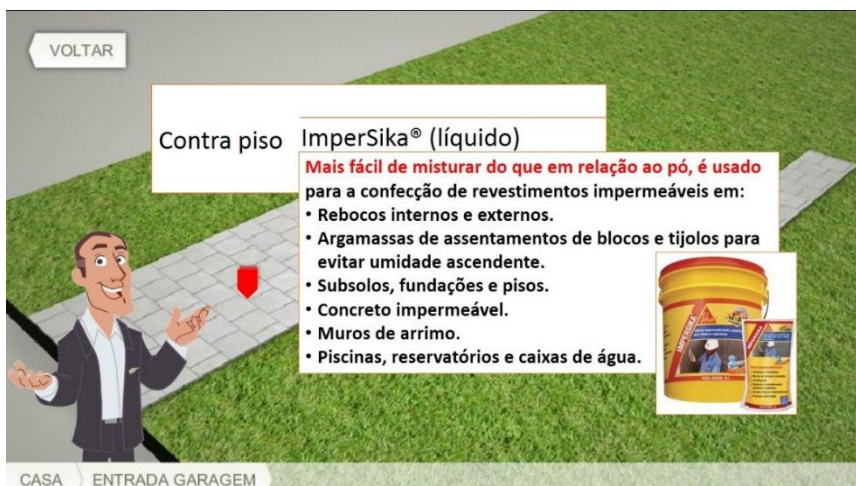 VOLTAR
Contra piso
ImperSika® (líquido)
Mais fácil de misturar do que em relação ao pó, é usado
para a confecção de revestimentos impermeáveis em:
• Rebocos internos e externos.
• Argamassas de assentamentos de blocos e tijolos para
evitar umidade ascendente.
• Subsolos, fundações e pisos.
• Concreto impermeável.
• Muros de arrimo.
• Piscinas, reservatórios e caixas de água.
IMPERSIKA
CASA
ENTRADA GARAGEM